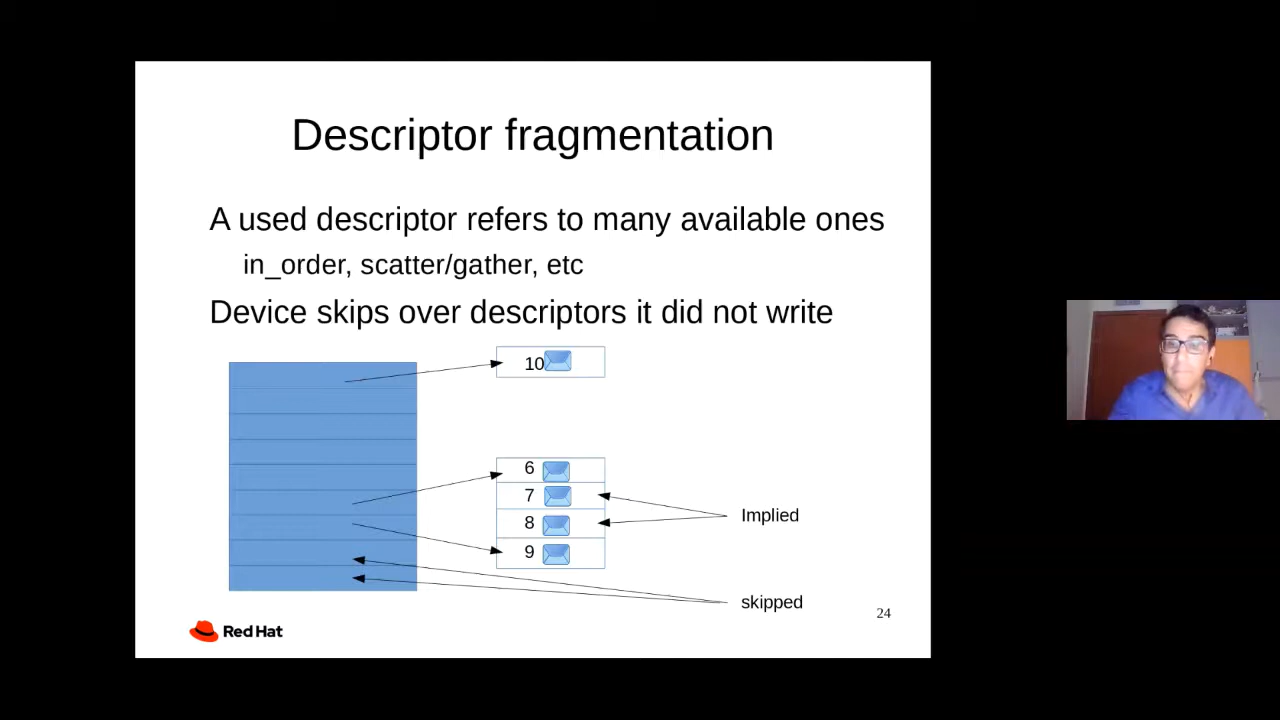 Descriptor fragmentation
A used descriptor refers to many available ones
in_order, scatter/gather, etc
Device skips over descriptors it did not write
10
6
7
8
9
Implied
skipped
24
Red Hat